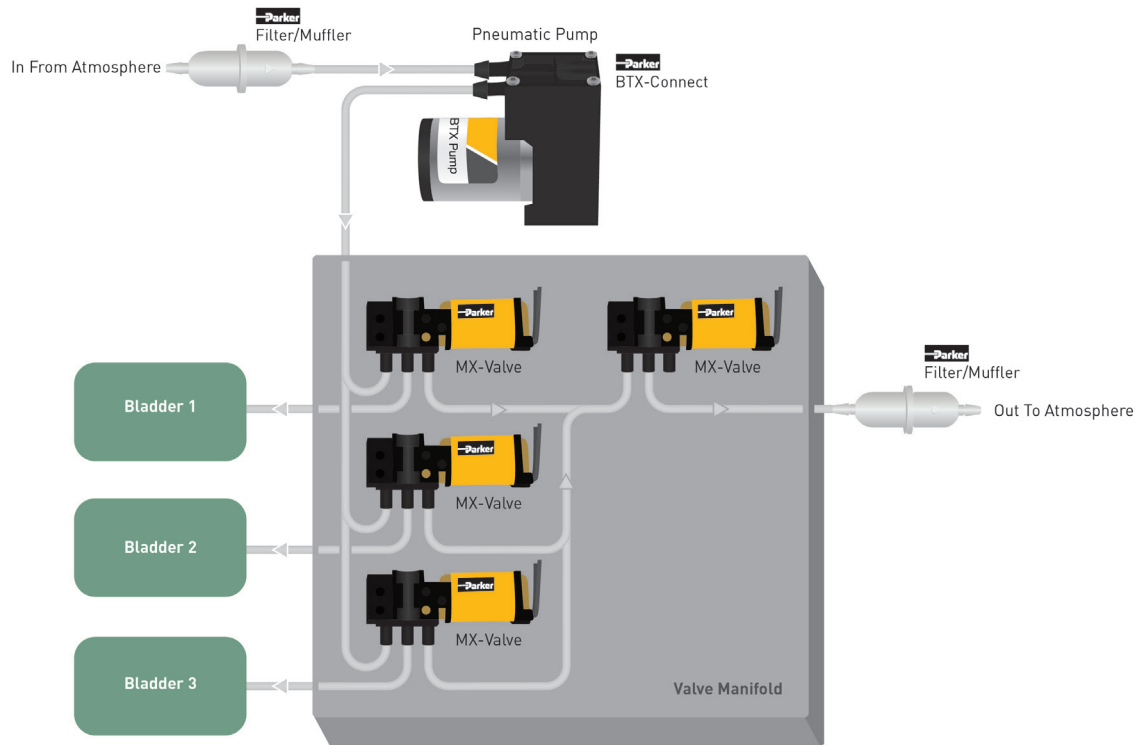 Parker
Filter/Muffler
In From Atmosphere
Pneumatic Pump
Parker
BTX-Connect
BTX Pump
Parker
MX-Valve
Parker
MX-Valve
Parker
Filter/Muffler
Out To Atmosphere
Bladder 1
Parker
MX-Valve
Bladder 2
Parker
MX-Valve
Bladder 3
Valve Manifold